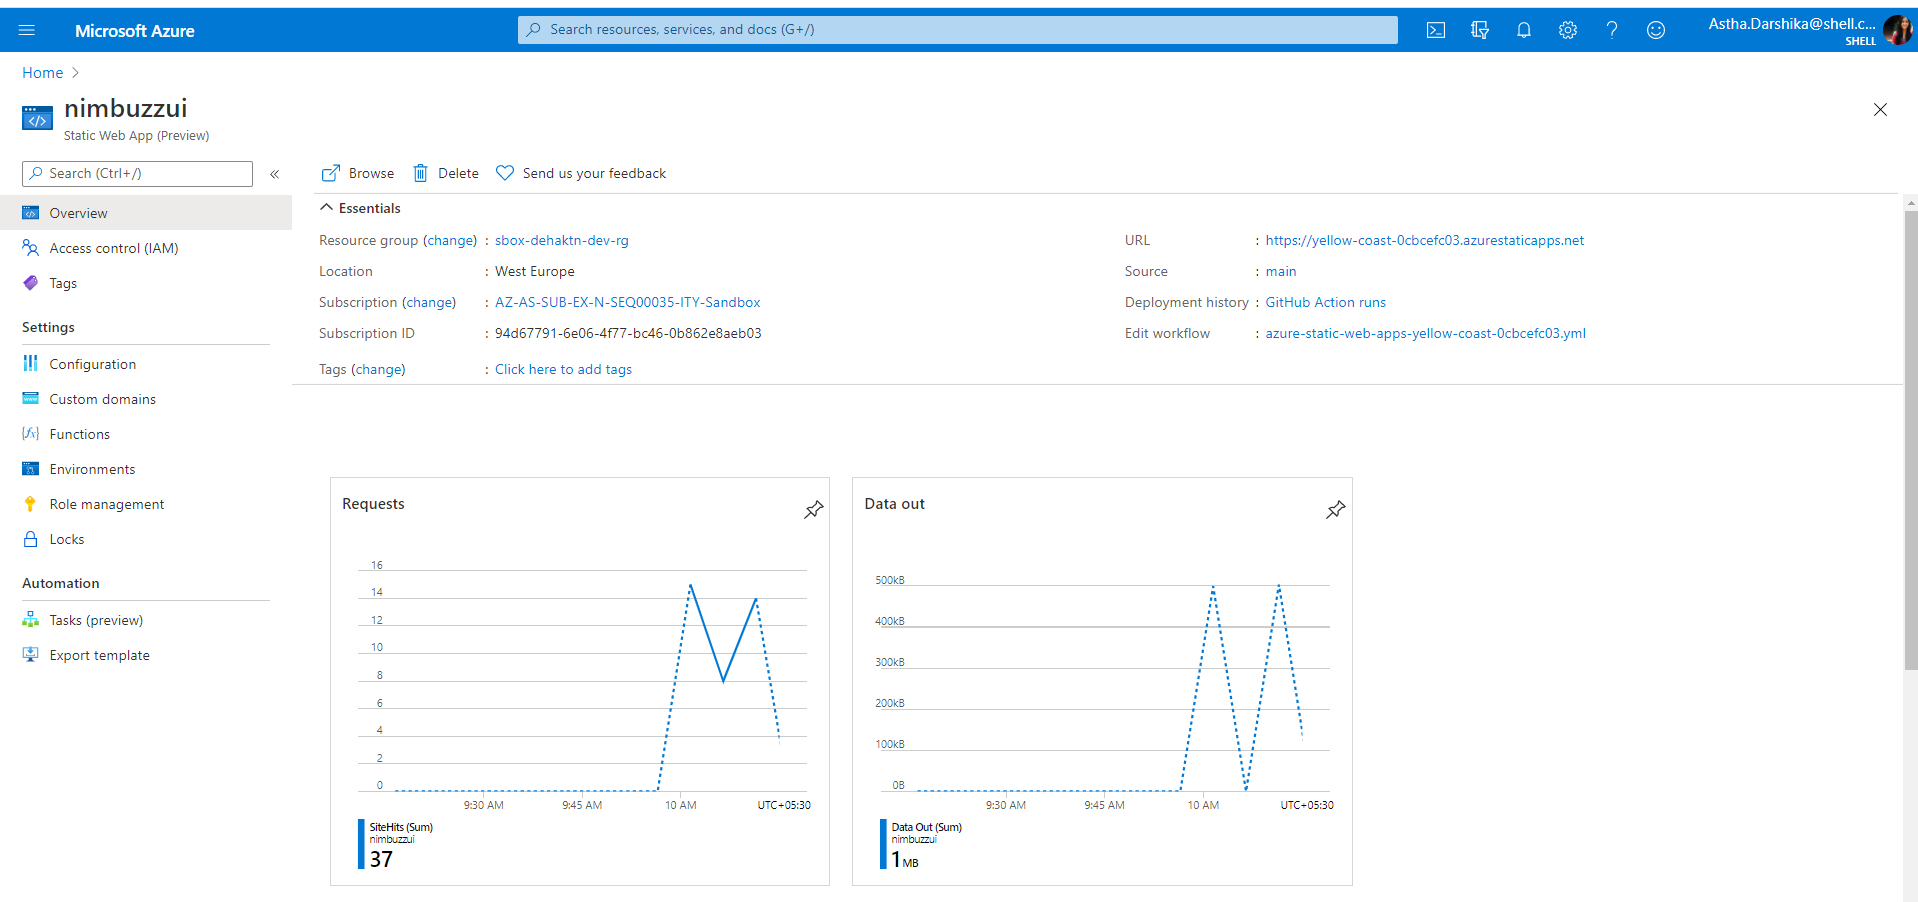 Microsoft Azure
Search resources, services, and docs (G+/)
Astha.Darshika@shell.c...
SHELL
Home
nimbuzzui
Static Web App (Preview)
Search (Ctrl+/)
«
Overview
Access control (IAM)
Tags
Settings
Configuration
Custom domains
Functions
Environments
Role management
Locks
Automation
Tasks (preview)
Export template
Browse
Delete
Send us your feedback
Essentials
Resource group (change) : sbox-dehaktn-dev-rg
Location : West Europe
Subscription (change) : AZ-AS-SUB-EX-N-SEQ00035-ITY-Sandbox
Subscription ID : 94d67791-6e06-4f77-bc46-0b862e8aeb03
Tags (change) : Click here to add tags
URL : https://yellow-coast-0cbcefc03.azurestaticapps.net
Source : main
Deployment history : GitHub Action runs
Edit workflow : azure-static-web-apps-yellow-coast-0cbcefc03.yml
Requests
16
14
12
10
8
6
4
2
0
9:30 AM 9:45 AM 10 AM UTC+05:30
SiteHits (Sum)
nimbuzzui
37
Data out
500kB
400kB
300kB
200kB
100kB
0B
9:30 AM 9:45 AM 10 AM UTC+05:30
Data Out (Sum)
nimbuzzui
1 MB